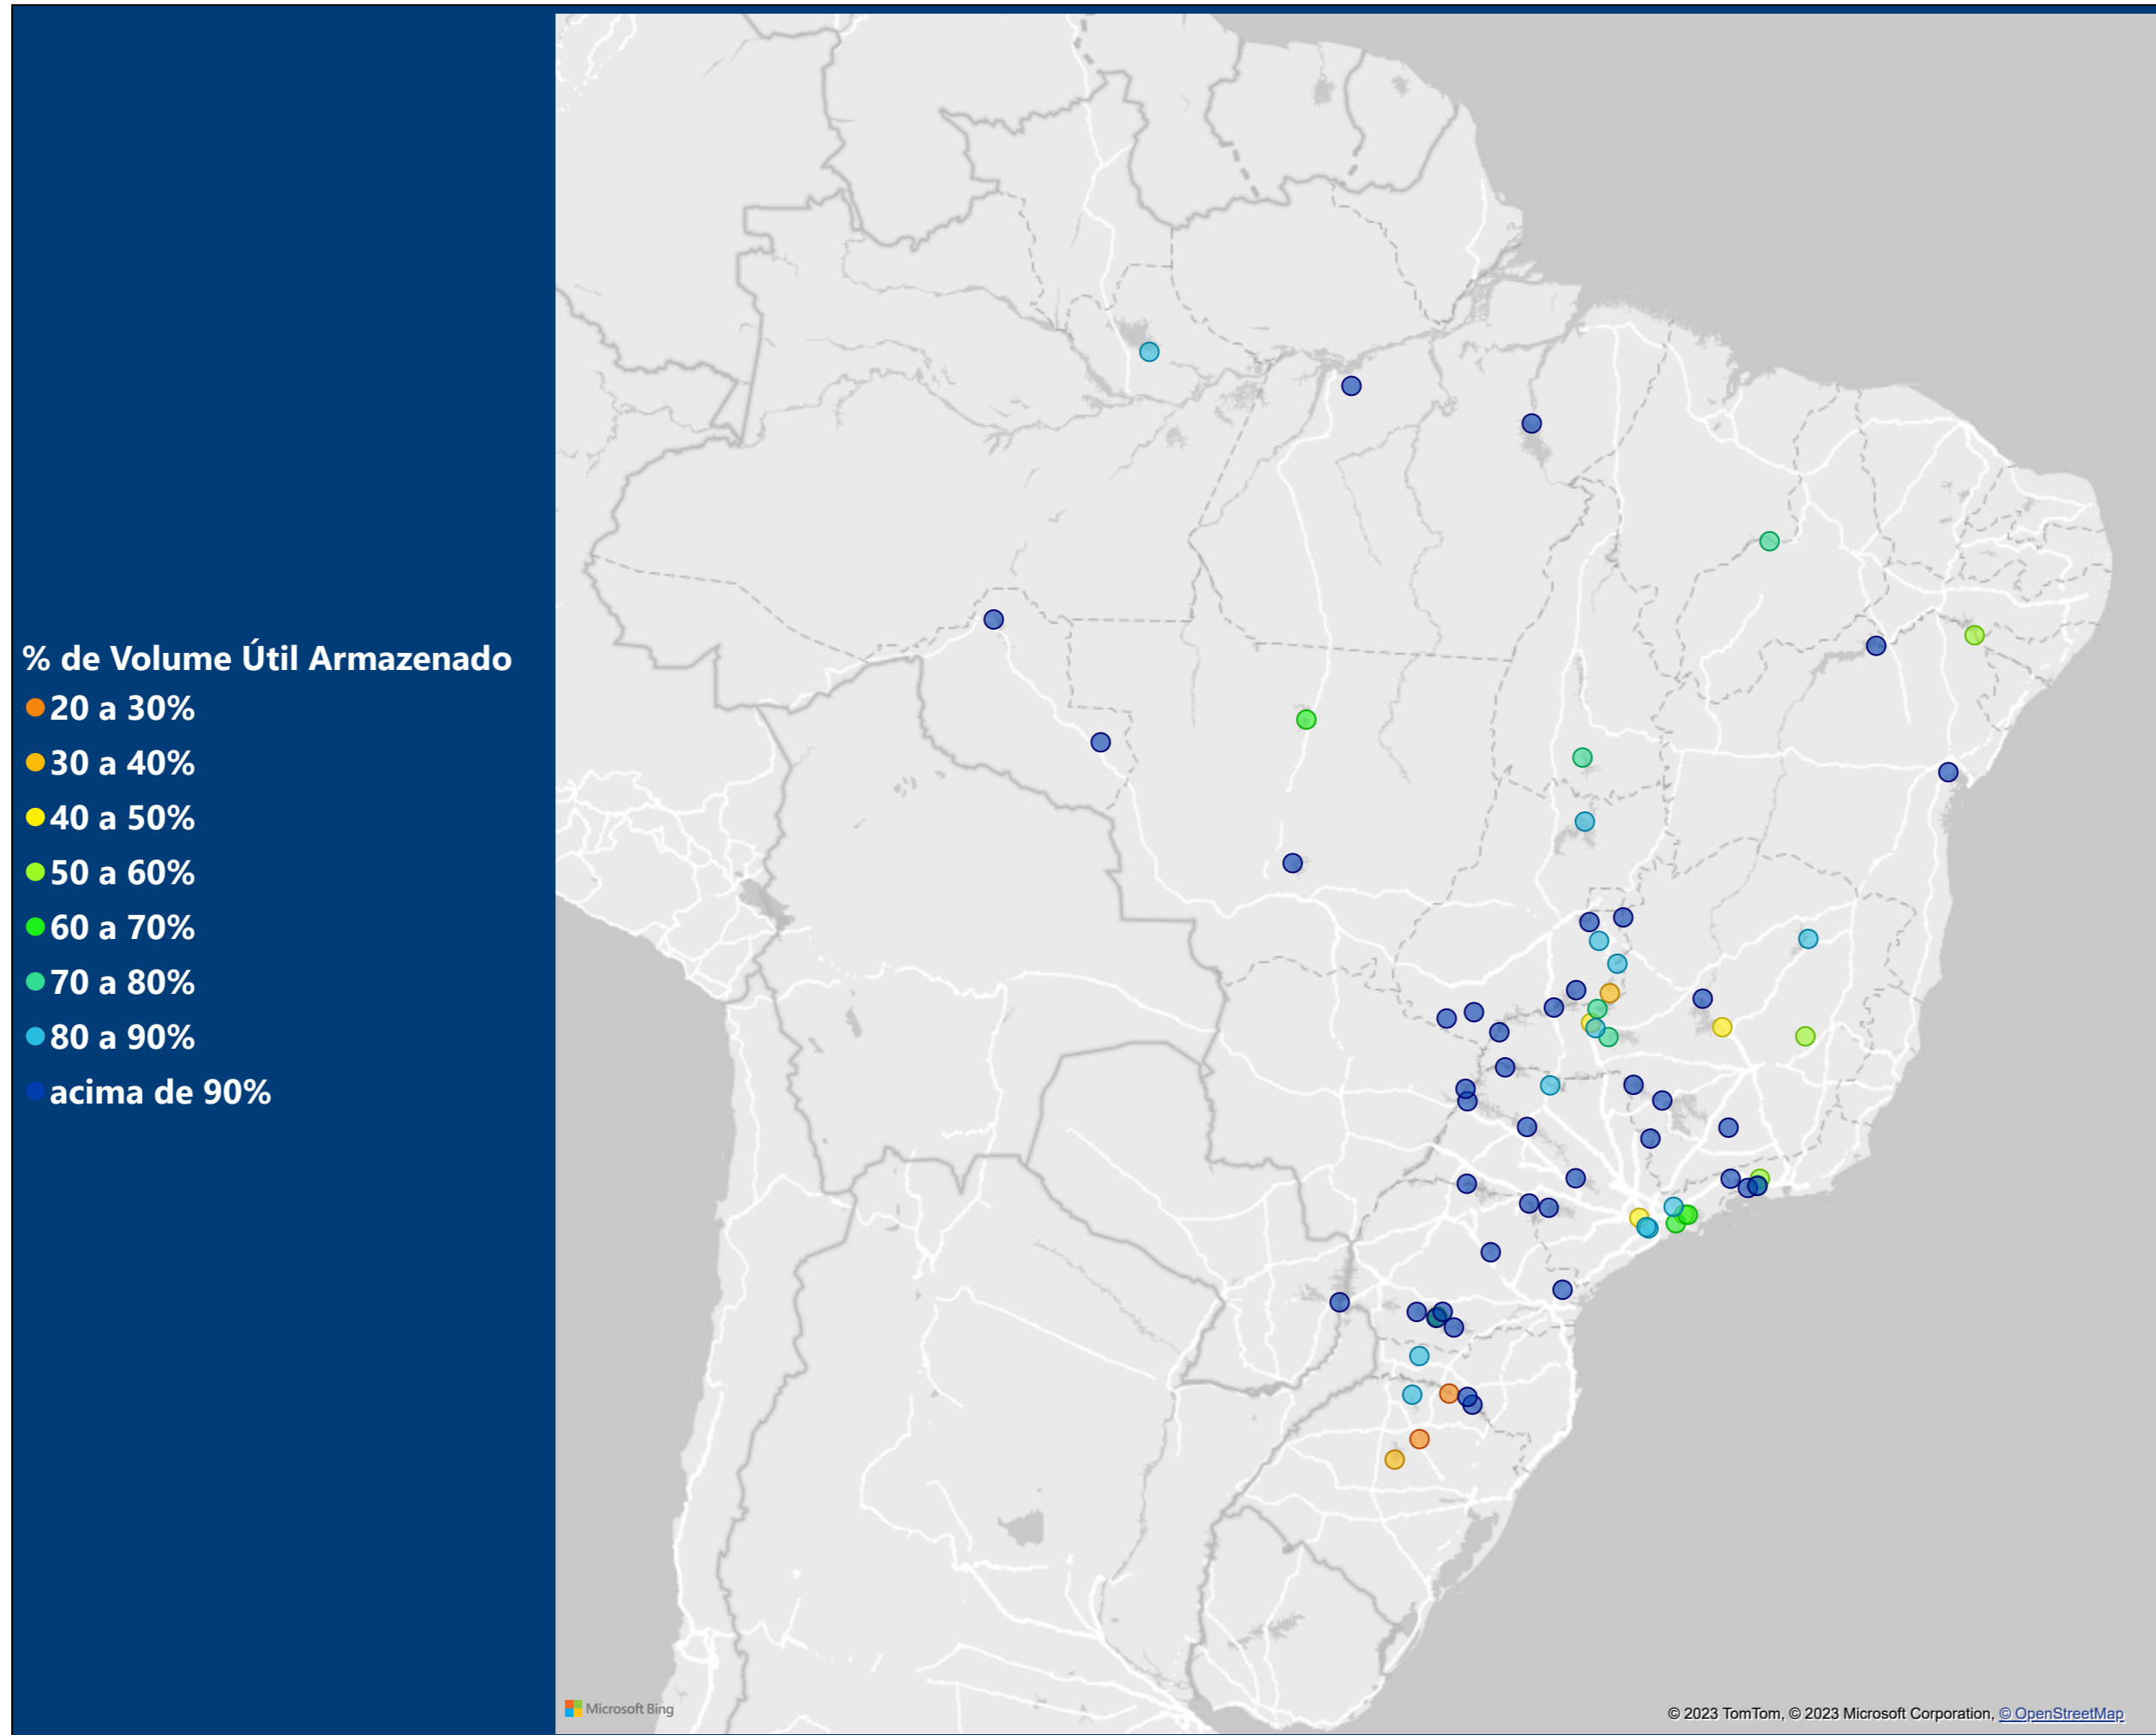 % de Volume Útil Armazenado
20 a 30%
30 a 40%
40 a 50%
50 a 60%
60 a 70%
70 a 80%
80 a 90%
acima de 90%
Microsoft Bing
© 2023 TomTom, © 2023 Microsoft Corporation, © OpenStreetMap